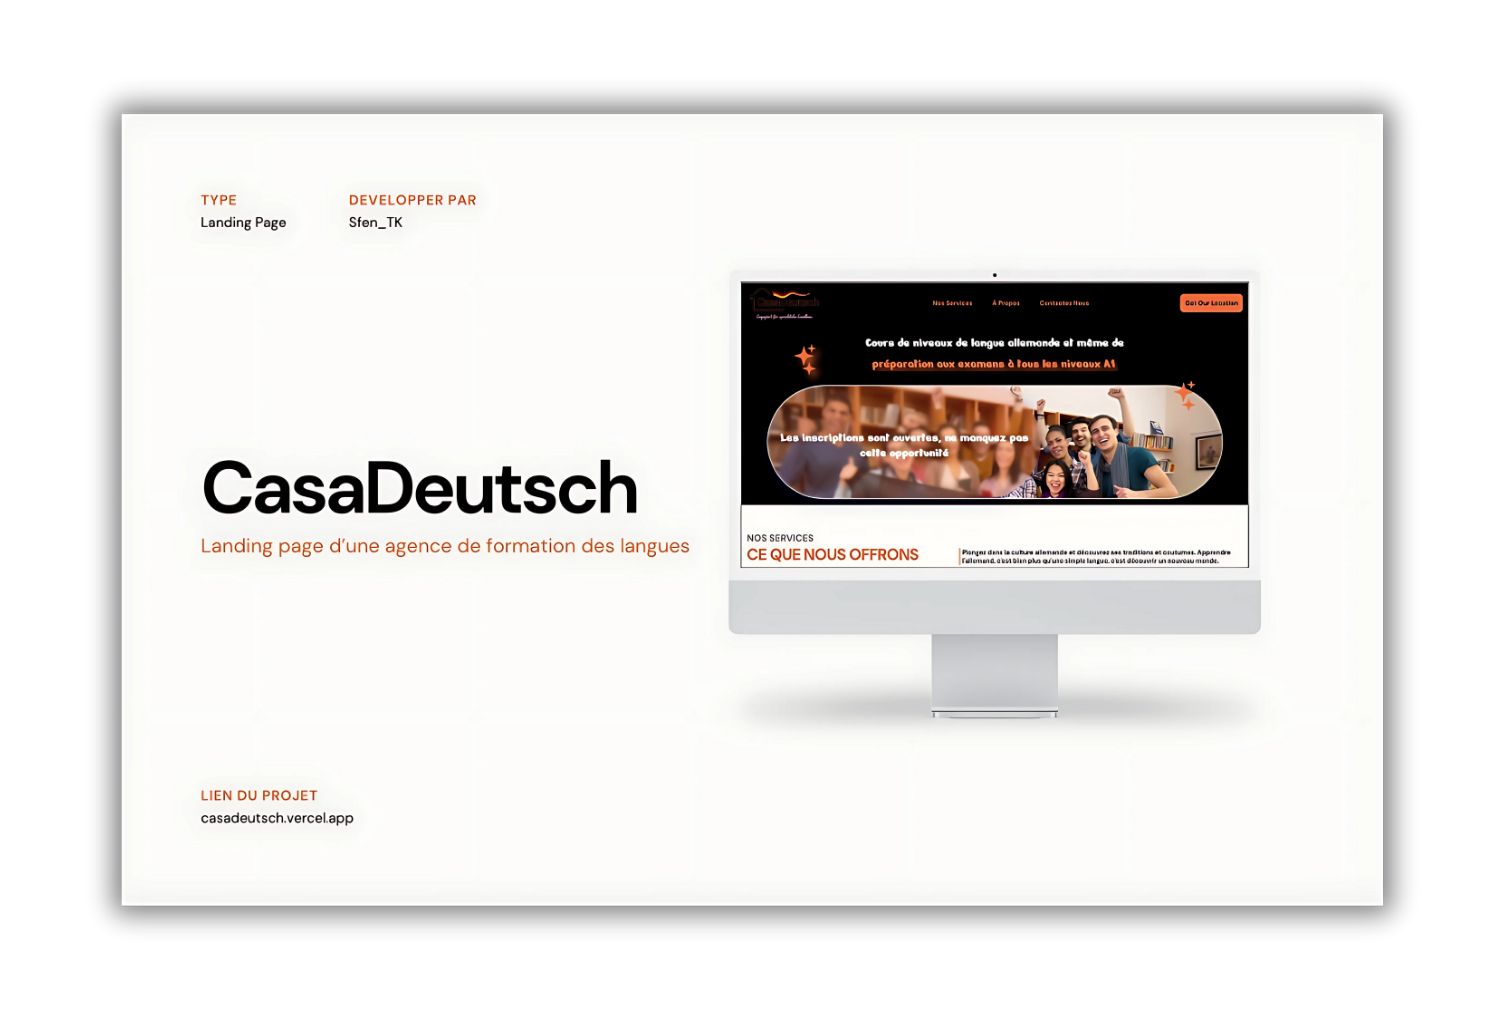 TYPE
Landing Page
DEVELOPPER PAR
Sfen_TK
CasaDeutsch
Landing page d’une agence de formation des langues
LIEN DU PROJET
casadeutsch.vercel.app
CasaDeutsch
Nos Services
À Propos
Contactez Nous
Get Our Location
Cours de niveaux de langue allemande et même de
préparation aux examens à tous les niveaux A1
Les inscriptions sont ouvertes, ne manquez pas
cette opportunité
NOS SERVICES
CE QUE NOUS OFFRONS
Plongez dans la culture allemande et découvrez ses traditions et coutumes. Apprendre
l'allemand, c'est bien plus qu'une simple langue, c'est découvrir un nouveau monde.